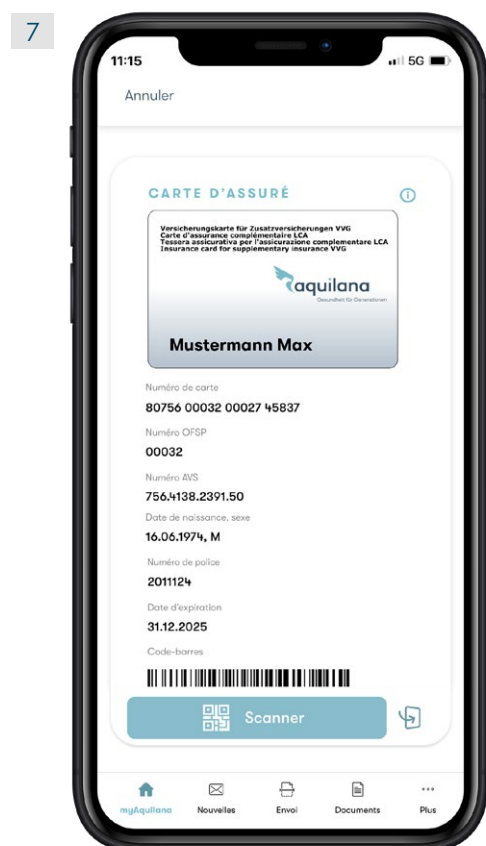 7
11:15
5G
Annuler
CARTE D'ASSURÉ
Versicherungskarte für Zusatzversicherungen VVG
Carte d'assurance complémentaire LCA
Tessera assicurativa per l'assicurazione complementare LCA
Insurance card for supplementary insurance VVG
aquilana
Gesundheit für Generationen
Mustermann Max
Numéro de carte
80756 00032 00027 45837
Numéro OFSP
00032
Numéro AVS
756.4138.2391.50
Date de naissance, sexe
16.06.1974, M
Numéro de police
2011124
Date d'expiration
31.12.2025
Code-barres
Scanner
myAquilana
Nouvelles
Envoi
Documents
Plus